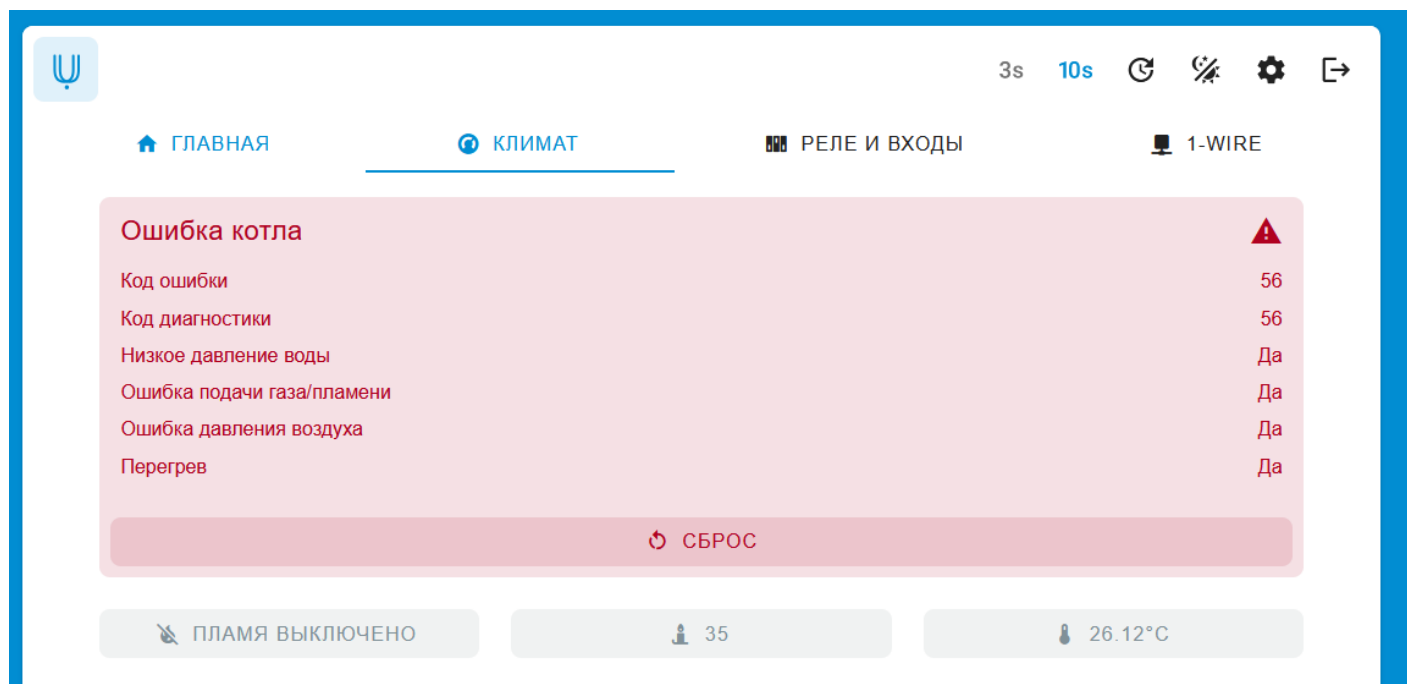 3s 10s
ГЛАВНАЯ КЛИМАТ РЕЛЕ И ВХОДЫ 1-WIRE
Ошибка котла
Код ошибки 56
Код диагностики 56
Низкое давление воды Да
Ошибка подачи газа/пламени Да
Ошибка давления воздуха Да
Перегрев Да
СБРОС
ПЛАМЯ ВЫКЛЮЧЕНО 35 26.12°C